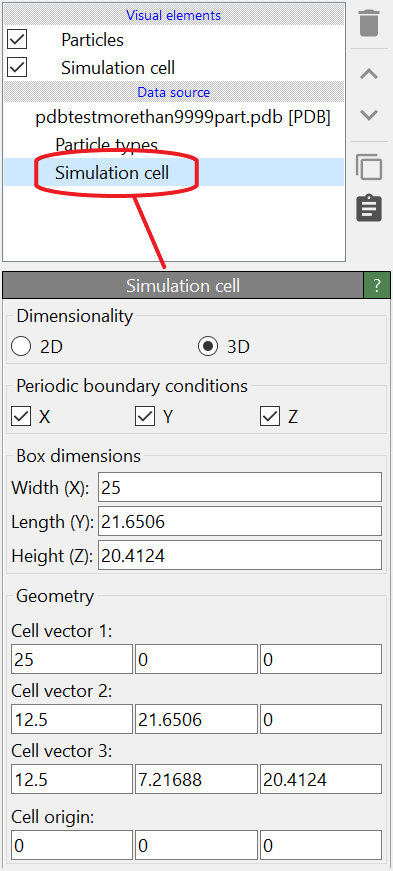 Visual elements
Particles
Simulation cell
Data source
pdbtestmorethan9999part.pdb [PDB]
Particle types
Simulation cell
Simulation cell ?
Dimensionality
2D 3D
Periodic boundary conditions
X Y Z
Box dimensions
Width (X): 25
Length (Y): 21.6506
Height (Z): 20.4124
Geometry
Cell vector 1:
25 0 0
Cell vector 2:
12.5 21.6506 0
Cell vector 3:
12.5 7.21688 20.4124
Cell origin:
0 0 0